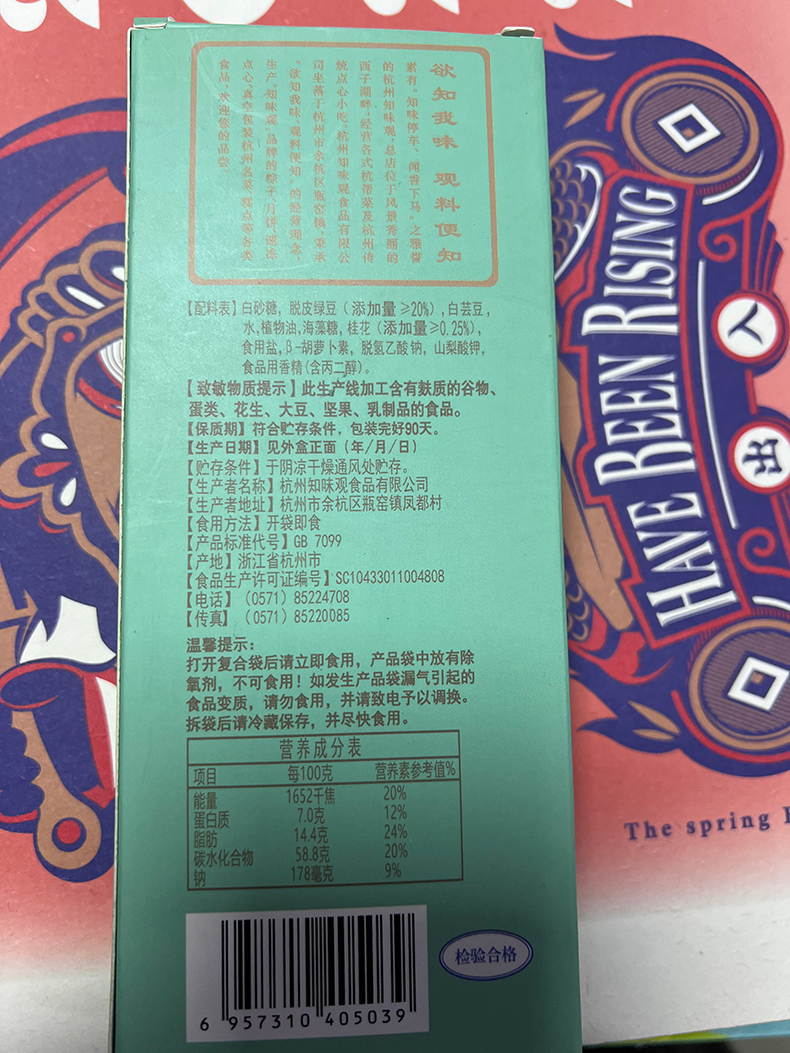 欲知我味 观料便知
素有“知味停车、闻香下马”之雅誉
的杭州知味观，总店位于风景秀丽的
西子湖畔，经营各式杭帮菜及杭州传
统点心小吃。杭州知味观食品有限公
司坐落于杭州市余杭区瓶窑镇，秉承
“欲知我味、观料便知”的经营理念，
生产“知味观”品牌的粽子、月饼、速冻
点心、真空包装杭州名菜、糕点等各类
食品，欢迎您的品尝
【配料表】白砂糖，脱皮绿豆（添加量≥20%）,白芸豆，
水,植物油,海藻糖,桂花（添加量≥0.25%），
食用盐,β-胡萝卜素，脱氢乙酸钠，山梨酸钾，
食品用香精(含丙二醇)。
【致敏物质提示】此生产线加工含有麸质的谷物、
蛋类、花生、大豆、坚果、乳制品的食品。
【保质期】符合贮存条件，包装完好90天。
【生产日期】见外盒正面（年/月/日）
【贮存条件】于阴凉干燥通风处贮存。
【生产者名称】杭州知味观食品有限公司
【生产者地址】杭州市余杭区瓶窑镇凤都村
【食用方法】开袋即食
【产品标准代号】GB 7099
【产地】浙江省杭州市
【食品生产许可证编号】SC10433011004808
【电话】（0571）85224708
【传真】（0571）85220085
温馨提示：
打开复合袋后请立即食用，产品袋中放有除
氧剂，不可食用！如发生产品袋漏气引起的
食品变质，请勿食用，并请致电予以调换。
拆袋后请冷藏保存，并尽快食用。
营养成分表
项目 每100克 营养素参考值%
能量 1652千焦 20%
蛋白质 7.0克 12%
脂肪 14.4克 24%
碳水化合物 58.8克 20%
钠 178毫克 9%
6 957310 405039
检验合格
HAVE BEEN RISING
入
出
The spring